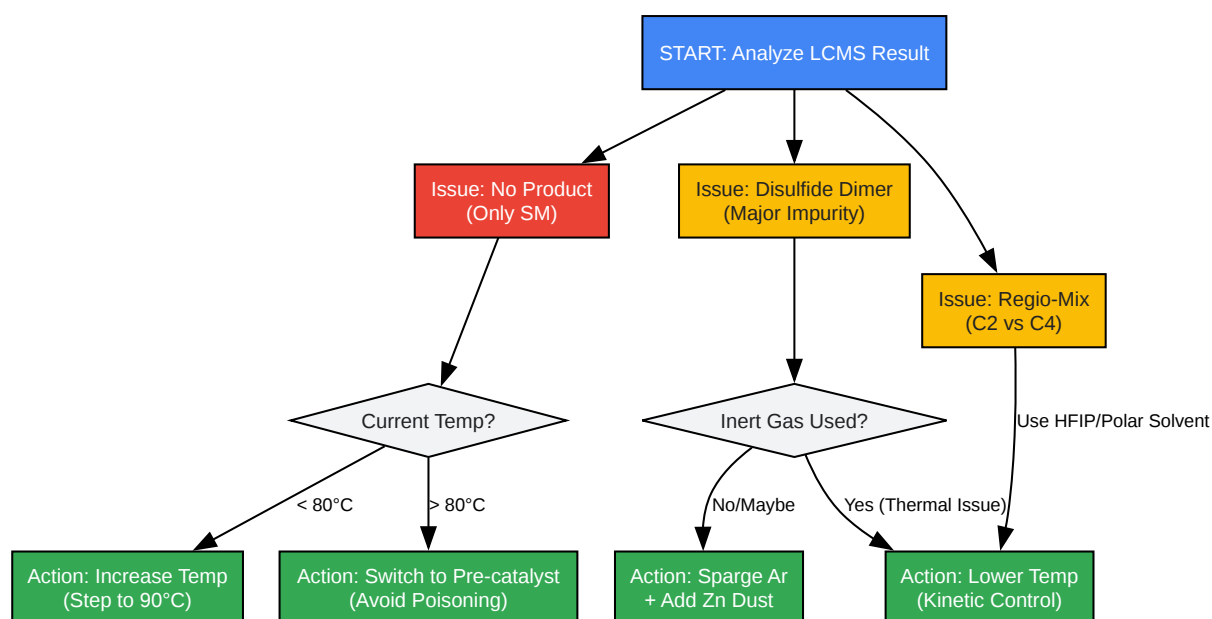 START: Analyze LCMS Result
Issue: No Product
(Only SM)
Issue: Disulfide Dimer
(Major Impurity)
Issue: Regio-Mix
(C2 vs C4)
Current Temp?
Inert Gas Used?
Use HFIP/Polar Solvent
< 80°C
> 80°C
No/Maybe
Yes (Thermal Issue)
Action: Increase Temp
(Step to 90°C)
Action: Switch to Pre-catalyst
(Avoid Poisoning)
Action: Sparge Ar
+ Add Zn Dust
Action: Lower Temp
(Kinetic Control)